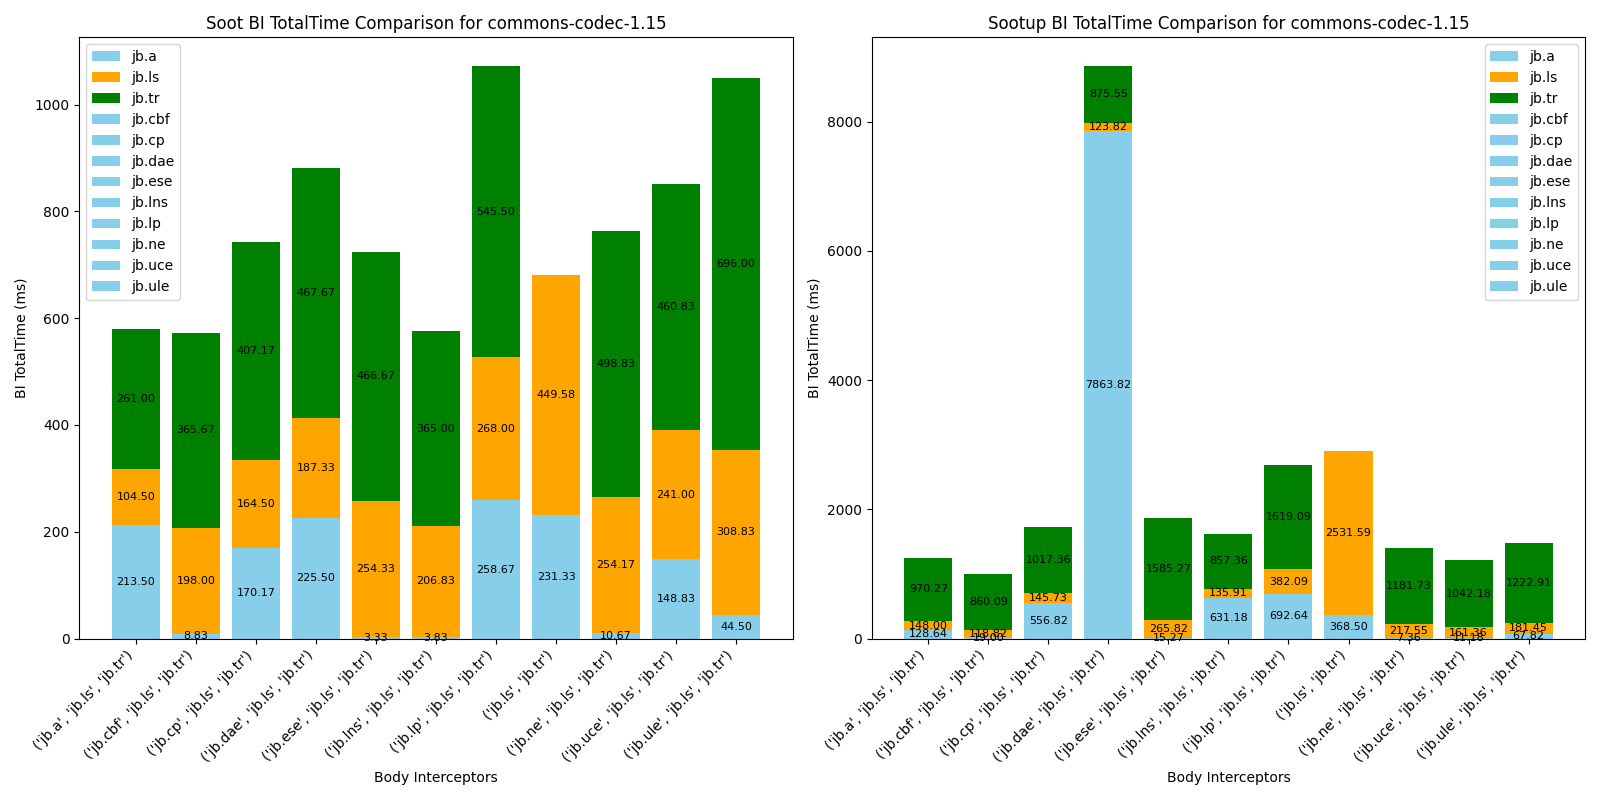 Soot BI TotalTime Comparison for commons-codec-1.15
BI TotalTime (ms)
1000
800
600
400
200
0
jb.a
jb.ls
jb.tr
jb.cbf
jb.cp
jb.dae
jb.ese
jb.lns
jb.lp
jb.ne
jb.uce
jb.ule
261.00
104.50
213.50
365.67
198.00
8.83
407.17
164.50
170.17
467.67
187.33
225.50
466.67
254.33
3.33
365.00
206.83
3.83
545.50
268.00
258.67
449.58
231.33
498.83
254.17
10.67
460.83
241.00
148.83
696.00
308.83
44.50
('jb.a', 'jb.ls', 'jb.tr')
('jb.cbf', 'jb.ls', 'jb.tr')
('jb.cp', 'jb.ls', 'jb.tr')
('jb.dae', 'jb.ls', 'jb.tr')
('jb.ese', 'jb.ls', 'jb.tr')
('jb.lns', 'jb.ls', 'jb.tr')
('jb.lp', 'jb.ls', 'jb.tr')
('jb.ls', 'jb.tr')
('jb.ne', 'jb.ls', 'jb.tr')
('jb.uce', 'jb.ls', 'jb.tr')
('jb.ule', 'jb.ls', 'jb.tr')
Body Interceptors
Sootup BI TotalTime Comparison for commons-codec-1.15
BI TotalTime (ms)
8000
6000
4000
2000
0
jb.a
jb.ls
jb.tr
jb.cbf
jb.cp
jb.dae
jb.ese
jb.lns
jb.lp
jb.ne
jb.uce
jb.ule
970.27
148.00
128.64
860.09
118.82
19.00
1017.36
145.73
556.82
875.55
123.82
7863.82
1585.27
265.82
15.27
857.36
135.91
631.18
1619.09
382.09
692.64
2531.59
368.50
1181.73
217.55
7.36
1042.18
161.36
11.18
1222.91
181.45
67.82
('jb.a', 'jb.ls', 'jb.tr')
('jb.cbf', 'jb.ls', 'jb.tr')
('jb.cp', 'jb.ls', 'jb.tr')
('jb.dae', 'jb.ls', 'jb.tr')
('jb.ese', 'jb.ls', 'jb.tr')
('jb.lns', 'jb.ls', 'jb.tr')
('jb.lp', 'jb.ls', 'jb.tr')
('jb.ls', 'jb.tr')
('jb.ne', 'jb.ls', 'jb.tr')
('jb.uce', 'jb.ls', 'jb.tr')
('jb.ule', 'jb.ls', 'jb.tr')
Body Interceptors